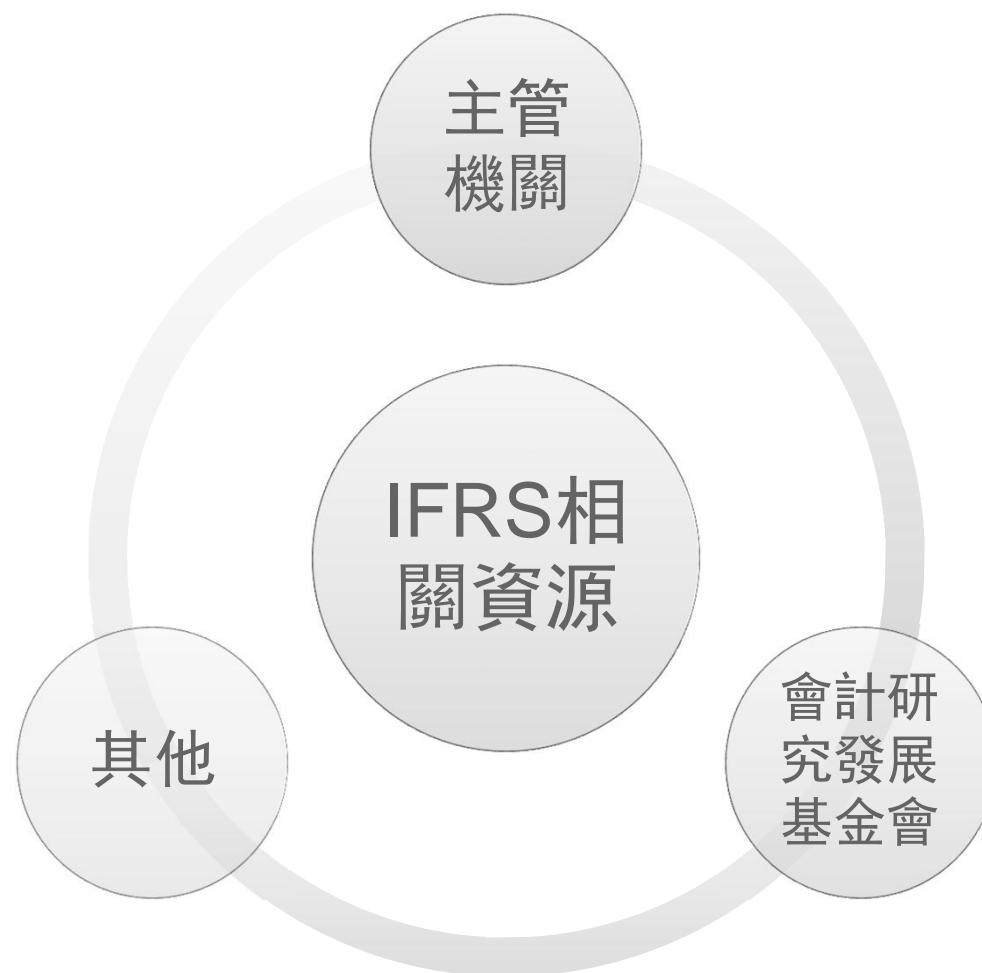 主管
機關
IFRS相
關資源
其他
會計研
究發展
基金會